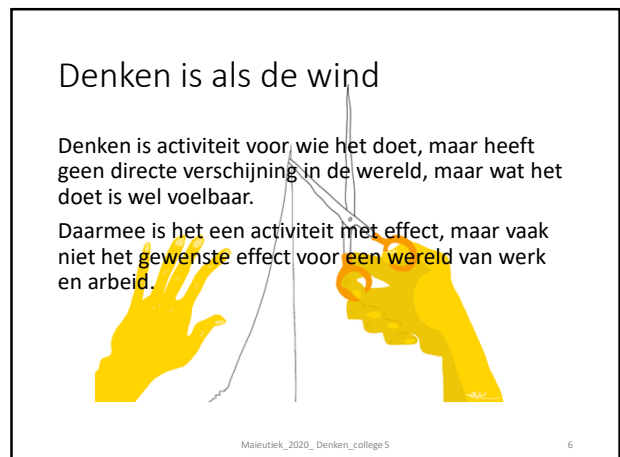 Denken is als de wind
Denken is activiteit voor wie het doet, maar heeft
geen directe verschijning in de wereld, maar wat het
doet is wel voelbaar.
Daarmee is het een activiteit met effect, maar vaak
niet het gewenste effect voor een wereld van werk
en arbeid.
Maieutiek_2020_ Denken_college 5
6